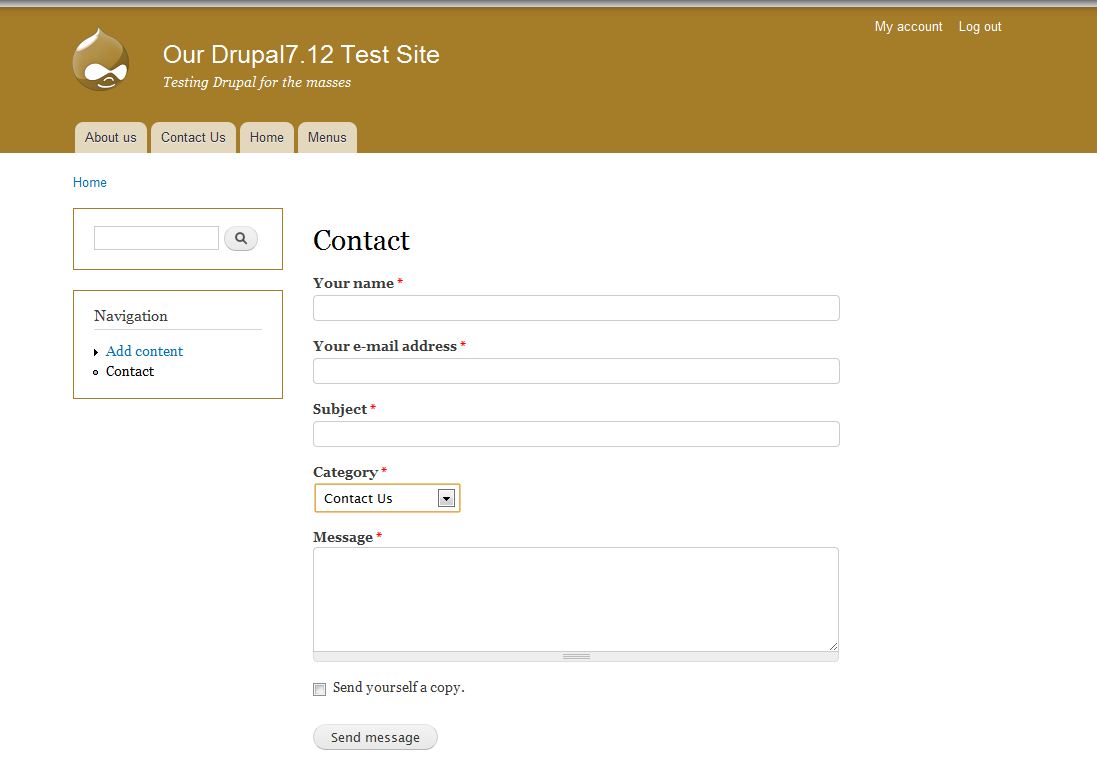 My account Log out
Our Drupal7.12 Test Site
Testing Drupal for the masses
About us Contact Us Home Menus
Home
Navigation
Add content
Contact
Contact
Your name *
Your e-mail address *
Subject *
Category *
Contact Us
Message *
Send yourself a copy.
Send message